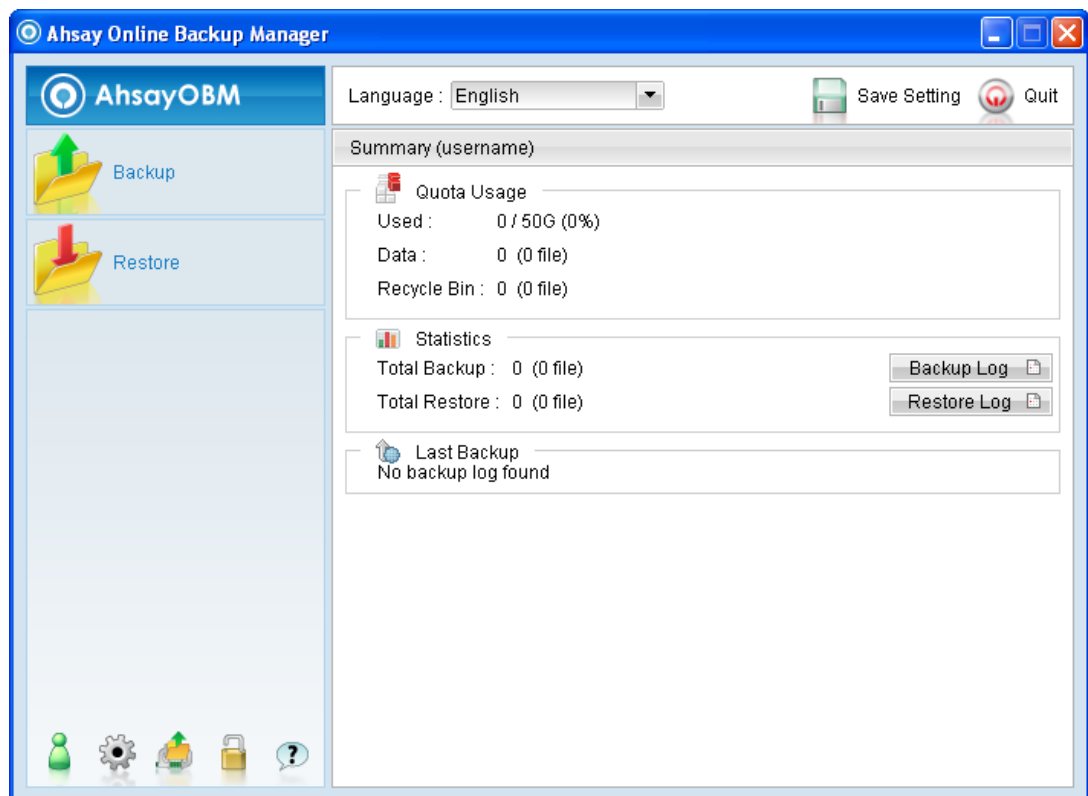 Ahsay Online Backup Manager
AhsayOBM
Language : English
Save Setting
Quit
Backup
Restore
Summary (username)
Quota Usage
Used : 0 / 50G (0%)
Data : 0 (0 file)
Recycle Bin : 0 (0 file)
Statistics
Total Backup : 0 (0 file)
Backup Log
Total Restore : 0 (0 file)
Restore Log
Last Backup
No backup log found
?